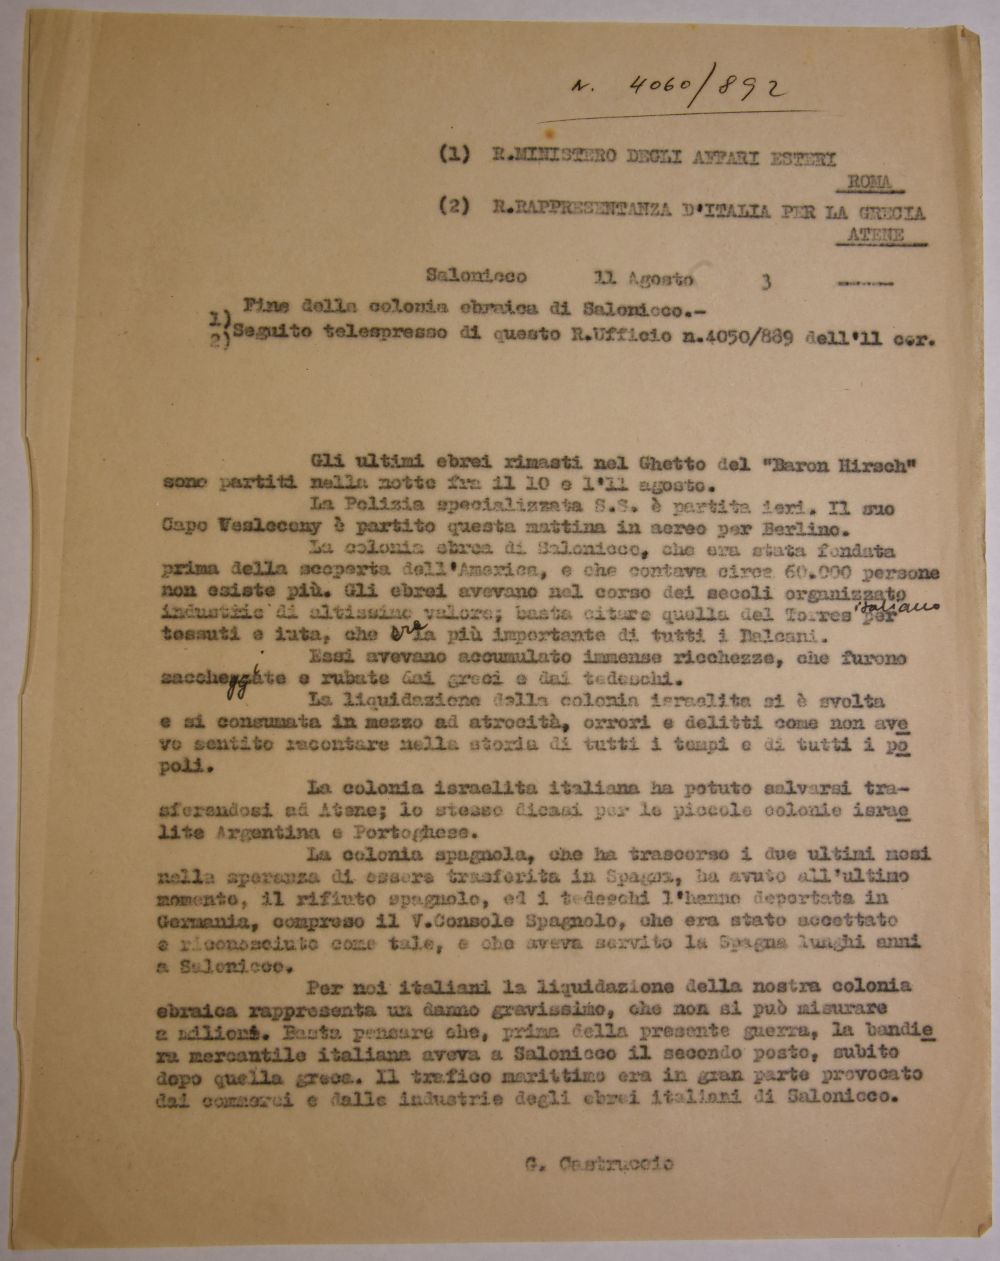 N. 4060/892
(1) R.MINISTERO DEGLI AFFARI ESTERI
ROMA
(2) R.RAPPRESENTANZA D'ITALIA PER LA GRECIA
ATENE
Salonicco 11 Agosto 3 ------
1) Fine della colonia ebraica di Salonicco.-
2) Seguito telespresso di questo R.Ufficio n.4050/889 dell'11 cor.
Gli ultimi ebrei rimasti nel Ghetto del "Baron Hirsch"
sono partiti nella notte fra il 10 e l'11 agosto.
La Polizia specializzata S.S. è partita ieri. Il suo
Capo Vesleceny è partito questa mattina in aereo per Berlino.
La colonia ebrea di Salonicco, che era stata fondata
prima della scoperta dell'America, e che contava circa 60.000 persone
non esiste più. Gli ebrei avevano nel corso dei secoli organizzato
industrie di altissimo valore; basta citare quella del Torres italiano per
tessuti e iuta, che era la più importante di tutti i Balcani.
Essi avevano accumulato immense ricchezze, che furono
saccheggiate e rubate dai greci e dai tedeschi.
La liquidazione della colonia israelita si è svolta
e si consumata in mezzo ad atrocità, orrori e delitti come non ave
vo sentito racontare nella storia di tutti i tempi e di tutti i po
poli.
La colonia israelita italiana ha potuto salvarsi tra-
sferendosi ad Atene; lo stesso dicasi per le piccole colonie israe
lite Argentina e Portoghese.
La colonia spagnola, che ha trascorso i due ultimi mesi
nella speranza di essere trasferita in Spagna, ha avuto all'ultimo
momento, il rifiuto spagnolo, ed i tedeschi l'hanno deportata in
Germania, compreso il V.Console Spagnolo, che era stato accettato
e riconosciuto come tale, e che aveva servito la Spagna lunghi anni
a Salonicco.
Per noi italiani la liquidazione della nostra colonia
ebraica rappresenta un danno gravissimo, che non si può misurare
a milioni. Basta pensare che, prima della presente guerra, la bandie
ra mercantile italiana aveva a Salonicco il secondo posto, subito
dopo quella greca. Il trafico marittimo era in gran parte provocato
dai commerci e dalle industrie degli ebrei italiani di Salonicco.
G. Castruccio